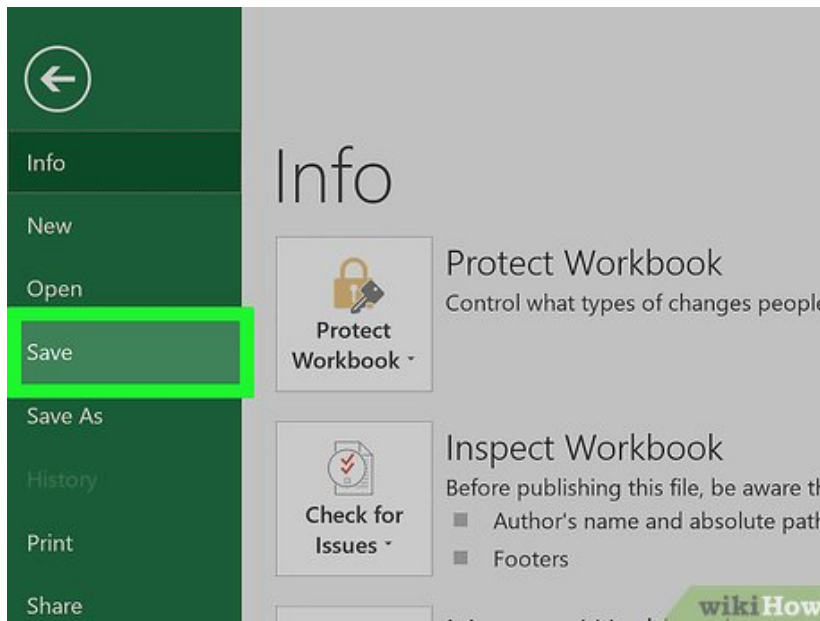 Info
New
Open
Save
Save As
History
Print
Share
Info
Protect
Workbook
Protect Workbook
Control what types of changes people
Check for
Issues
Inspect Workbook
Before publishing this file, be aware th
Author's name and absolute path
Footers
wikiHow